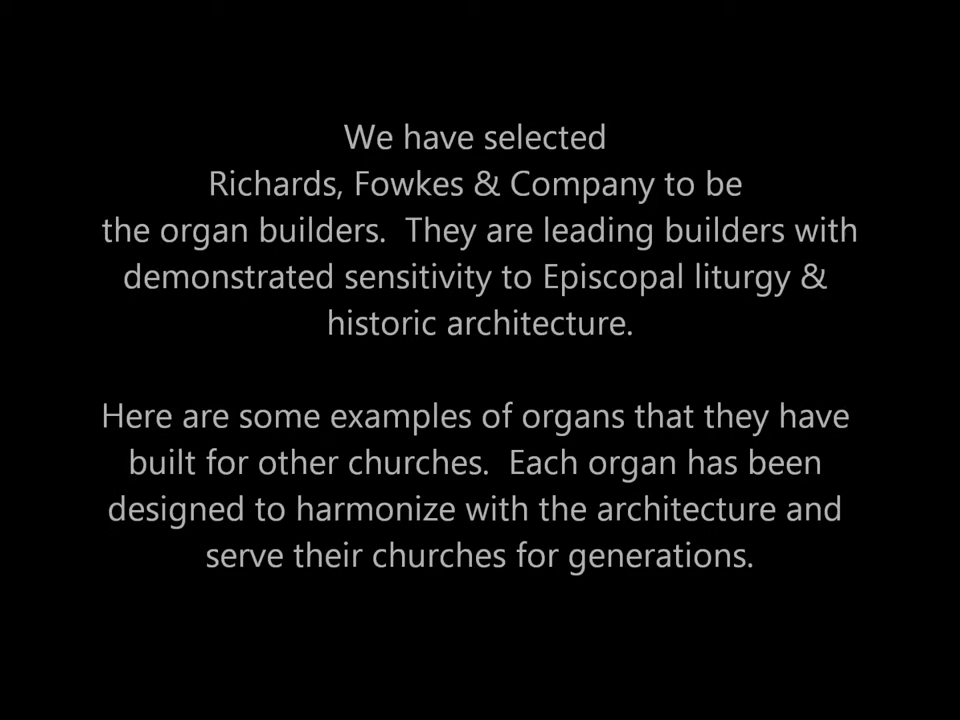 We have selected
Richards, Fowkes & Company to be
the organ builders.  They are leading builders with
demonstrated sensitivity to Episcopal liturgy &
historic architecture.
Here are some examples of organs that they have
built for other churches.  Each organ has been
designed to harmonize with the architecture and
serve their churches for generations.